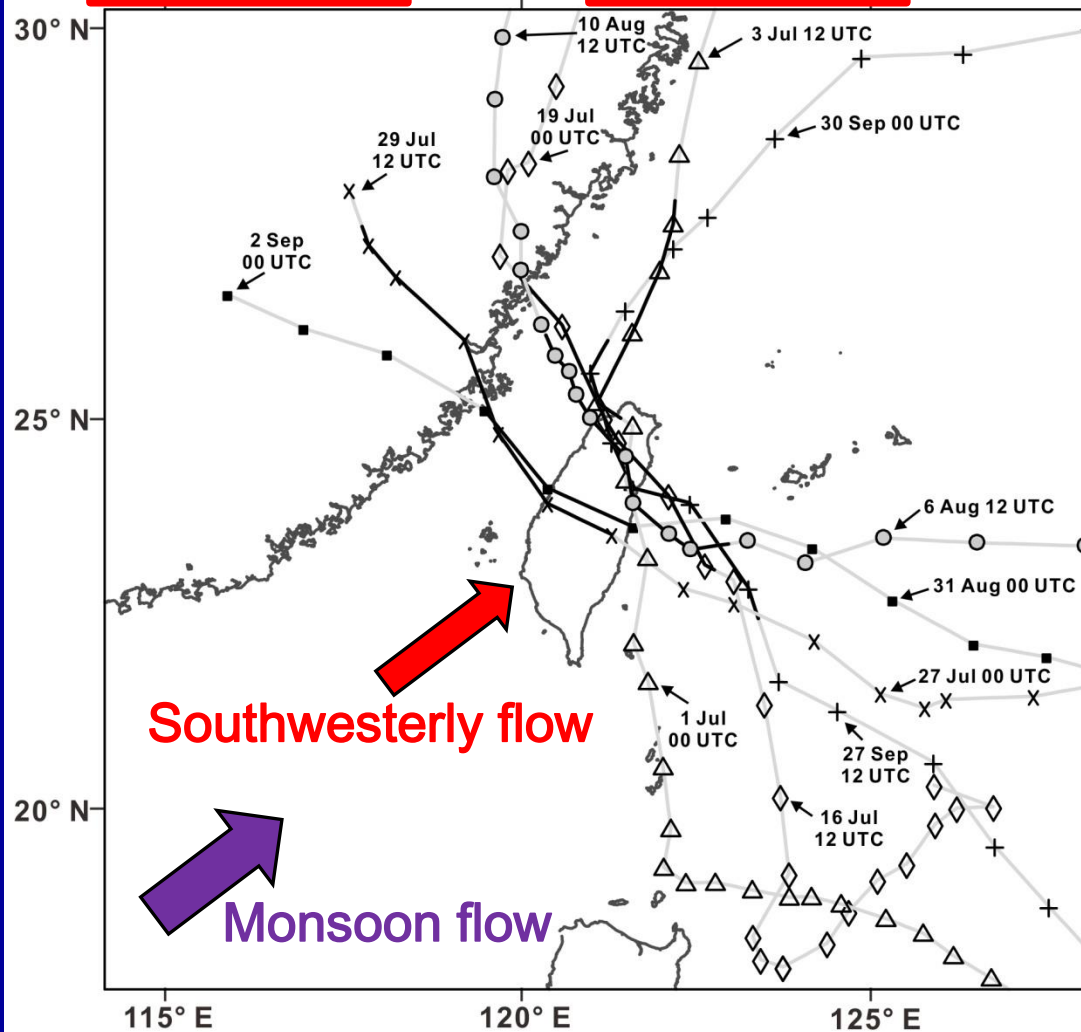 30° N
10 Aug
12 UTC
3 Jul 12 UTC
19 Jul
00 UTC
30 Sep 00 UTC
29 Jul
12 UTC
2 Sep
00 UTC
25° N
6 Aug 12 UTC
31 Aug 00 UTC
27 Jul 00 UTC
Southwesterly flow
1 Jul
00 UTC
27 Sep
12 UTC
20° N
16 Jul
12 UTC
Monsoon flow
115° E
120° E
125° E